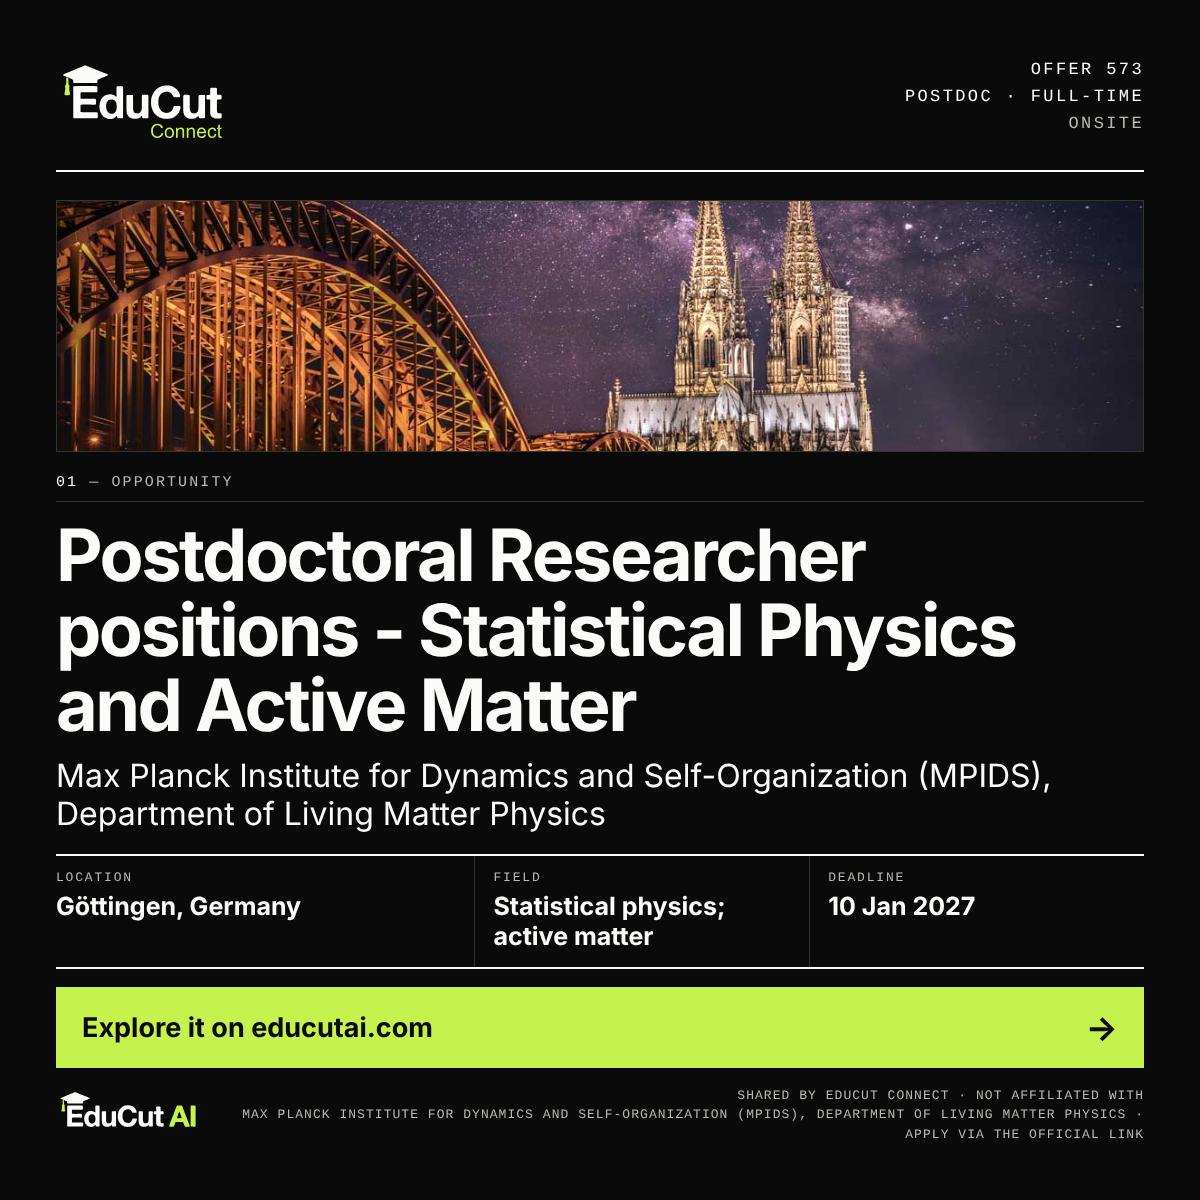 EduCut
Connect
OFFER 573
POSTDOC · FULL-TIME
ONSITE
01 — OPPORTUNITY
Postdoctoral Researcher
positions - Statistical Physics
and Active Matter
Max Planck Institute for Dynamics and Self-Organization (MPIDS),
Department of Living Matter Physics
LOCATION
Göttingen, Germany
FIELD
Statistical physics;
active matter
DEADLINE
10 Jan 2027
Explore it on educutai.com →
EduCut AI
SHARED BY EDUCUT CONNECT · NOT AFFILIATED WITH
MAX PLANCK INSTITUTE FOR DYNAMICS AND SELF-ORGANIZATION (MPIDS), DEPARTMENT OF LIVING MATTER PHYSICS ·
APPLY VIA THE OFFICIAL LINK